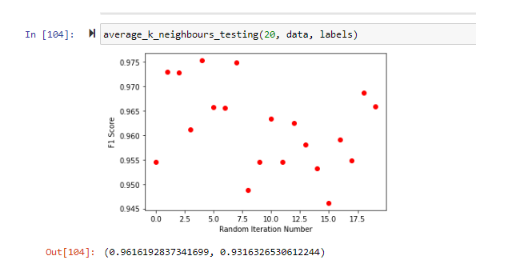 In [104]: average_k_neighbours_testing(20, data, labels)
0.975
0.970
0.965
0.960
0.955
0.950
0.945
F1 Score
0.0 2.5 5.0 7.5 10.0 12.5 15.0 17.5
Random Iteration Number
Out[104]: (0.9616192837341699, 0.9316326530612244)